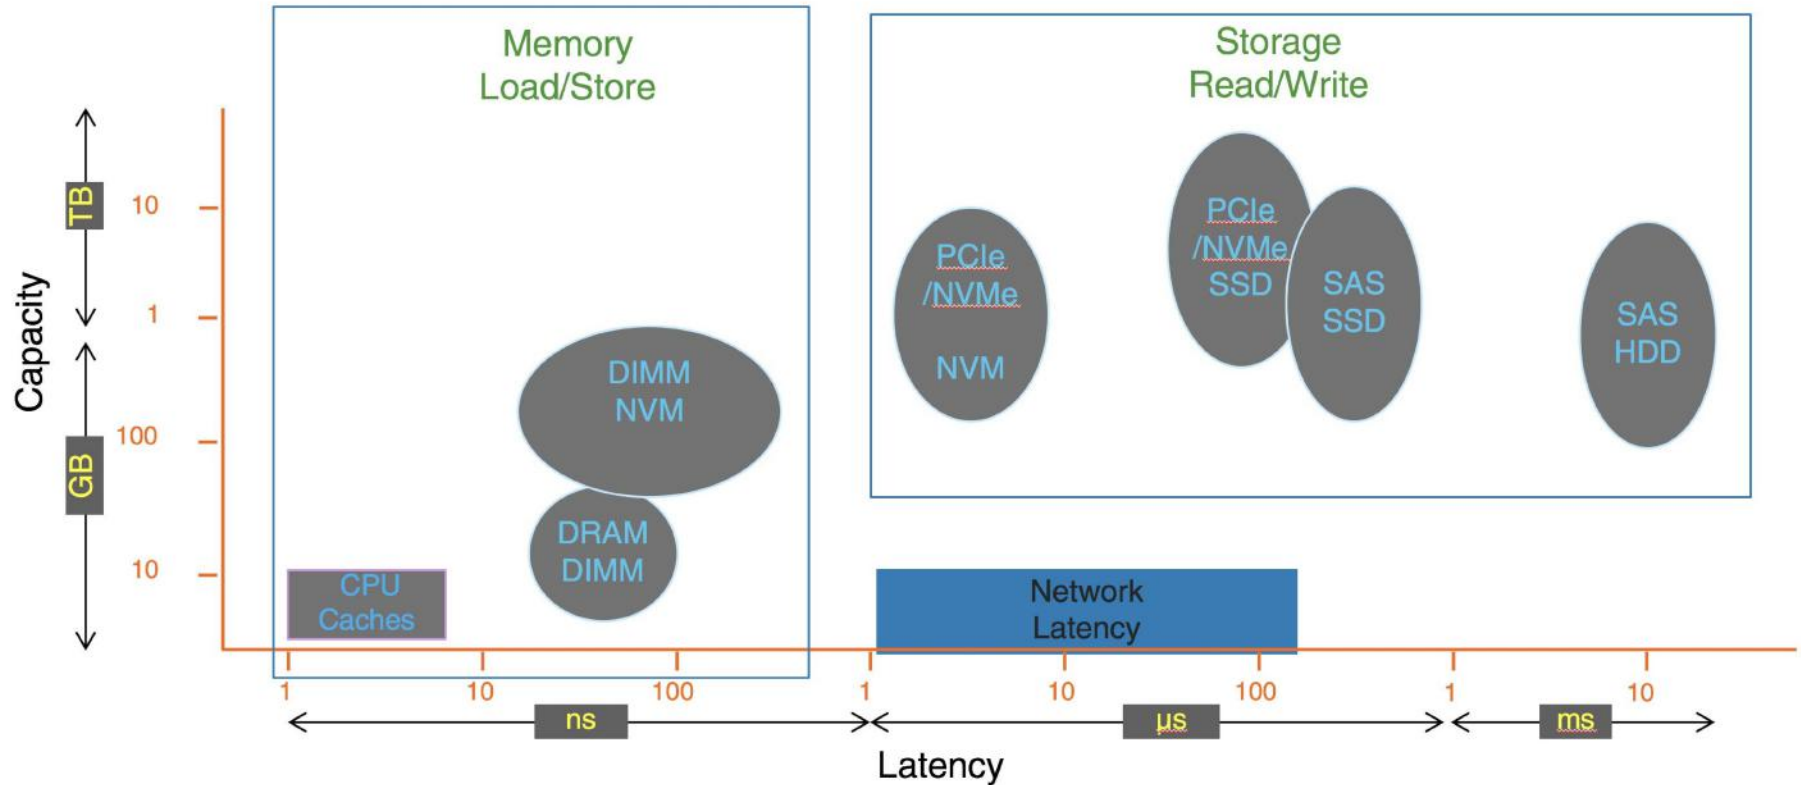 Memory
Load/Store
Storage
Read/Write
Capacity
TB
GB
10
1
100
10
PCIe
/NVMe
NVM
PCIe
/NVMe
SSD
SAS
SSD
SAS
HDD
DIMM
NVM
DRAM
DIMM
CPU
Caches
Network
Latency
1
10
100
1
10
100
1
10
ns
µs
ms
Latency